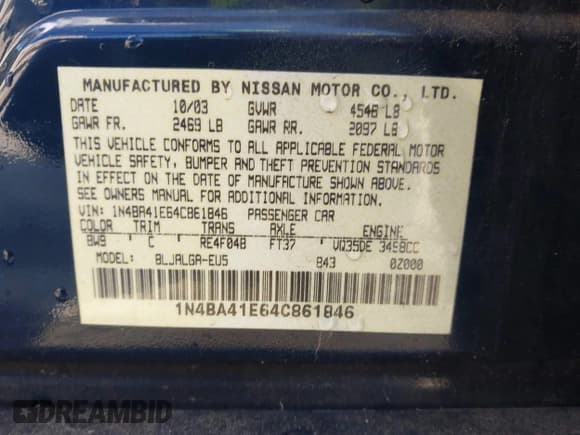 MANUFACTURED BY NISSAN MOTOR CO., LTD.
DATE 10/03 GVWR 4548 LB
GAWR FR. 2469 LB GAWR RR. 2097 LB
THIS VEHICLE CONFORMS TO ALL APPLICABLE FEDERAL MOTOR
VEHICLE SAFETY, BUMPER AND THEFT PREVENTION STANDARDS
IN EFFECT ON THE DATE OF MANUFACTURE SHOWN ABOVE.
SEE OWNERS MANUAL FOR ADDITIONAL INFORMATION.
VIN: 1N4BA41E64C861846 PASSENGER CAR
COLOR TRIM TRANS AXLE ENGINE
BW9 C RE4F04B FT37 VQ35DE 3498CC
MODEL: BLJALGA-EU5 843 0Z000
1N4BA41E64C861846
DREAMBID